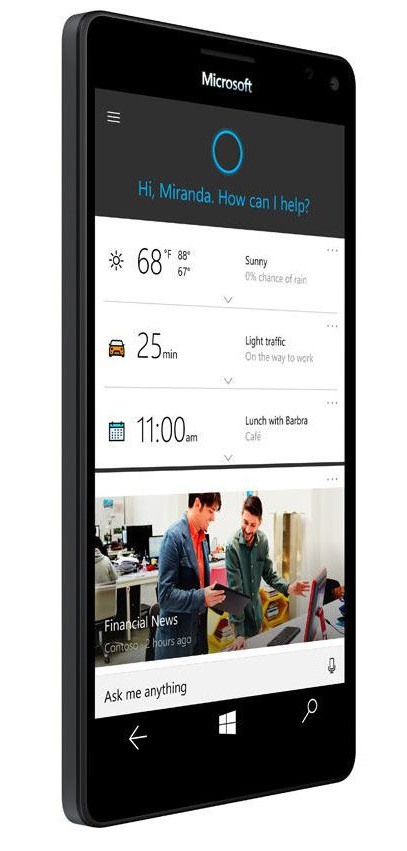 Microsoft
Hi, Miranda. How can I help?
68°F 88°
67°
Sunny
0% chance of rain
25min
Light traffic
On the way to work
11:00am
Lunch with Barbra
Café
Financial News
Contoso - 2 hours ago
Ask me anything